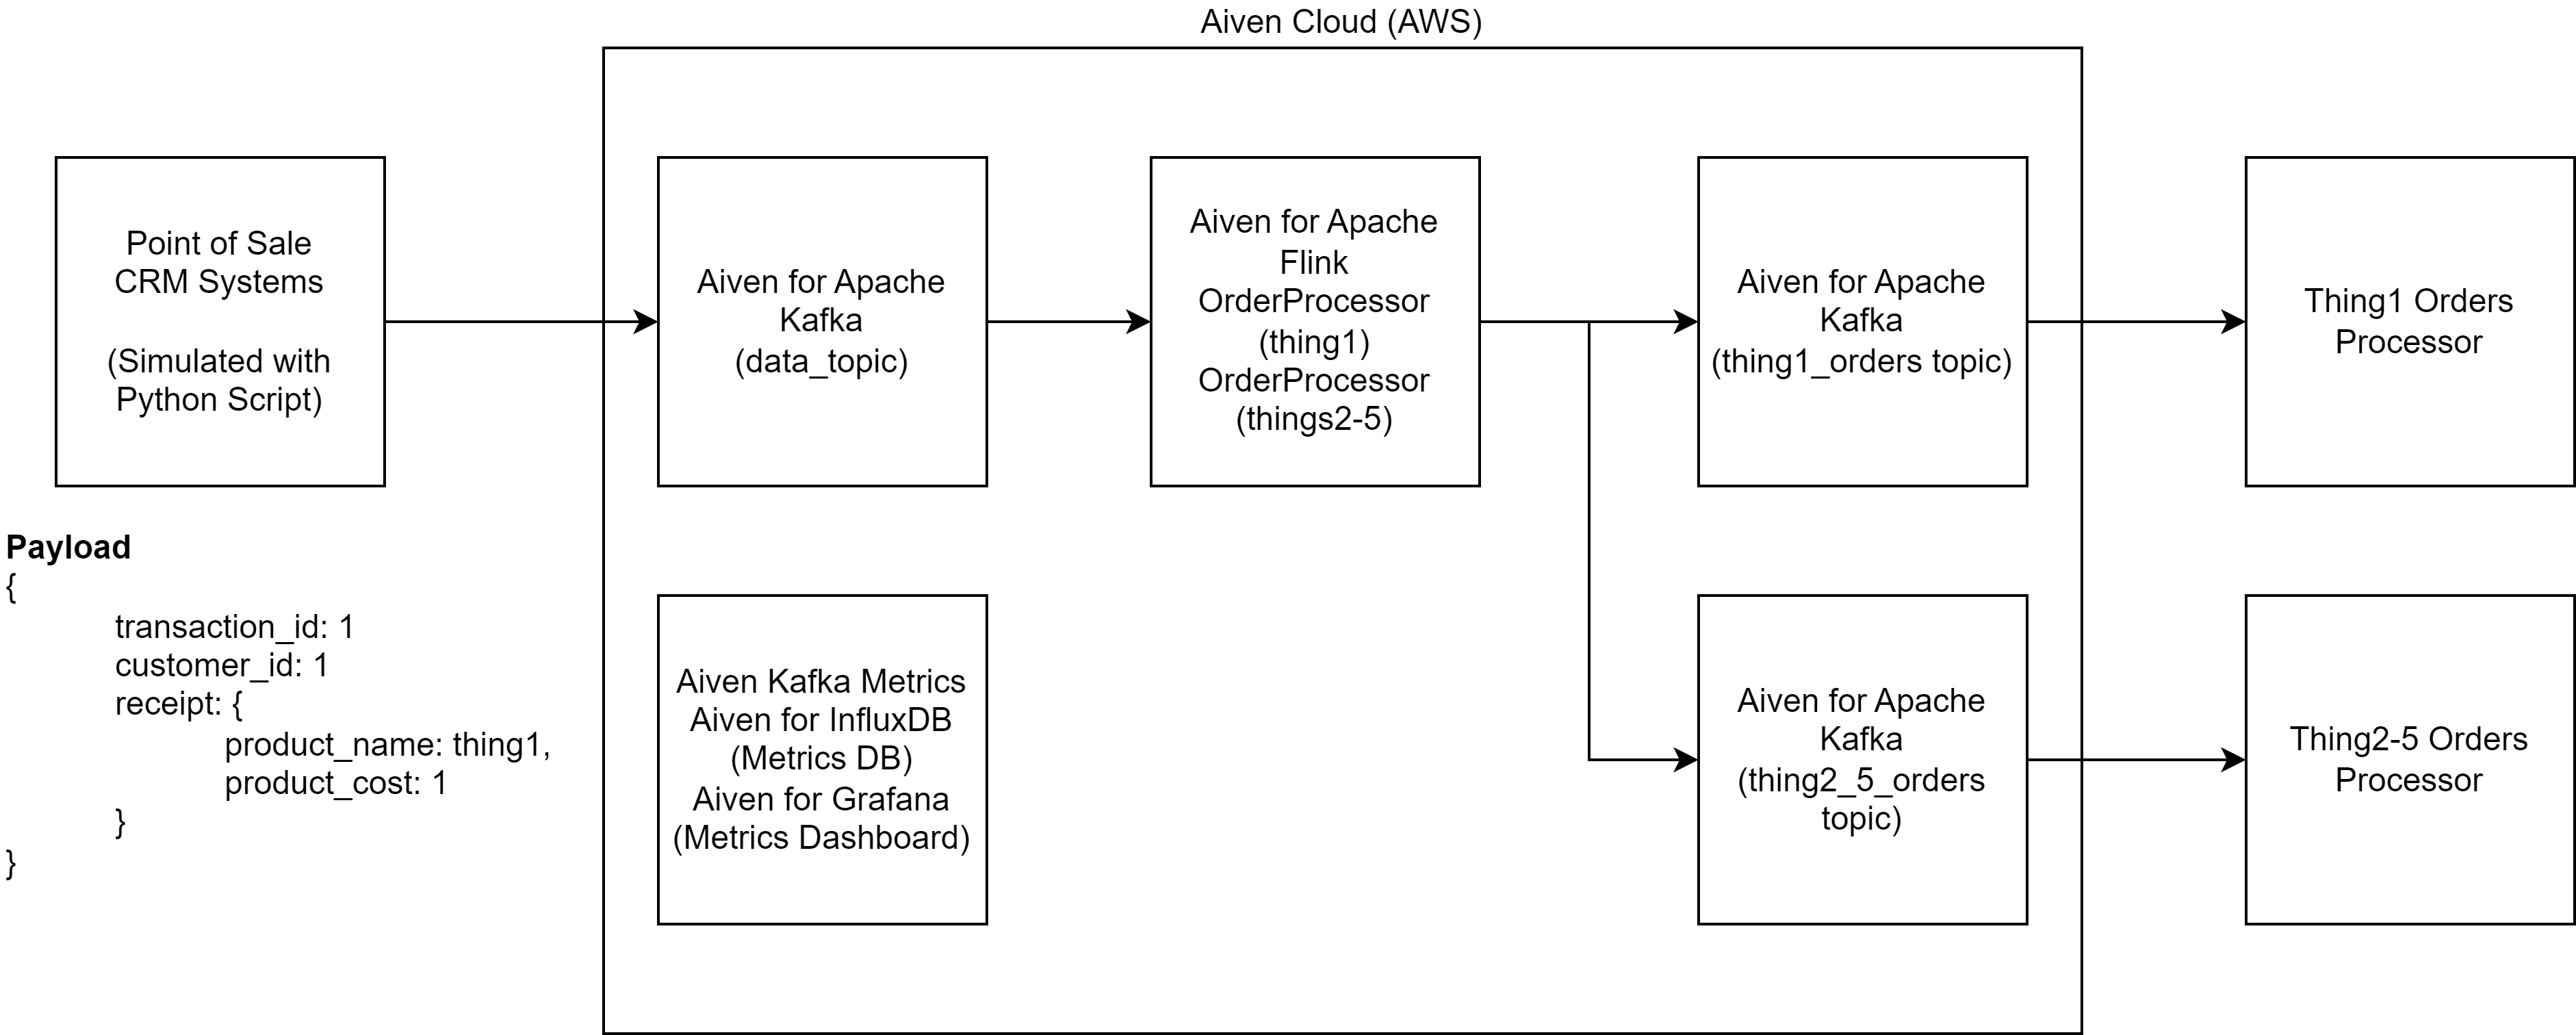 Aiven Cloud (AWS)
Point of Sale
CRM Systems
(Simulated with
Python Script)
Aiven for Apache
Kafka
(data_topic)
Aiven for Apache
Flink
OrderProcessor
(thing1)
OrderProcessor
(things2-5)
Aiven for Apache
Kafka
(thing1_orders topic)
Thing1 Orders
Processor
Payload
{
transaction_id: 1
customer_id: 1
receipt: {
product_name: thing1,
product_cost: 1
}
}
Aiven Kafka Metrics
Aiven for InfluxDB
(Metrics DB)
Aiven for Grafana
(Metrics Dashboard)
Aiven for Apache
Kafka
(thing2_5_orders
topic)
Thing2-5 Orders
Processor